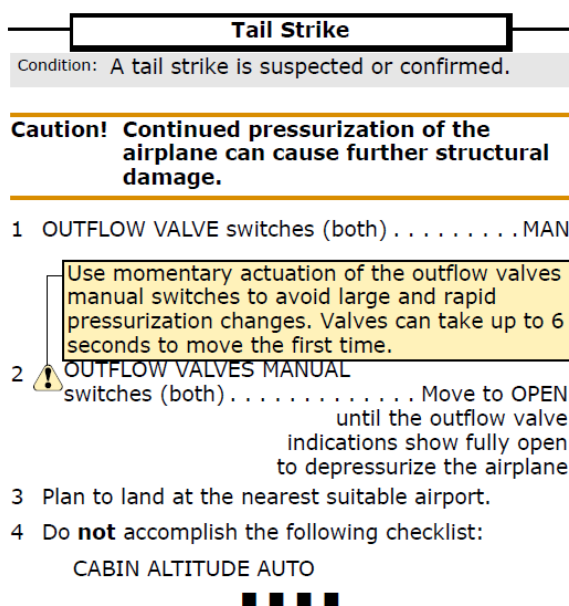 Tail Strike
Condition: A tail strike is suspected or confirmed.
Caution! Continued pressurization of the
airplane can cause further structural
damage.
1 OUTFLOW VALVE switches (both) . . . . . . . . . MAN
Use momentary actuation of the outflow valves
manual switches to avoid large and rapid
pressurization changes. Valves can take up to 6
seconds to move the first time.
2 OUTFLOW VALVES MANUAL
switches (both) . . . . . . . . . . . . . Move to OPEN
until the outflow valve
indications show fully open
to depressurize the airplane
3 Plan to land at the nearest suitable airport.
4 Do not accomplish the following checklist:
CABIN ALTITUDE AUTO